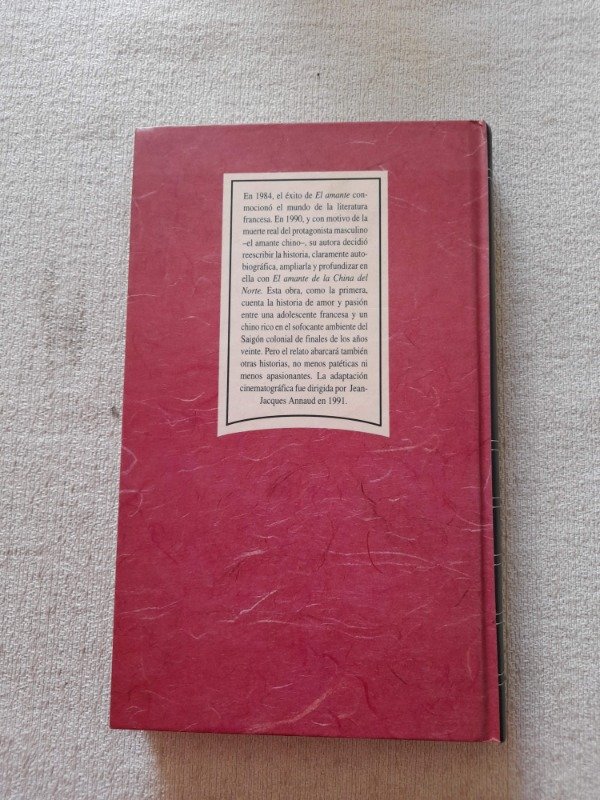 En 1984, el éxito de El amante con-
mocionó el mundo de la literatura
francesa. En 1990, y con motivo de la
muerte real del protagonista masculino
–el amante chino–, su autora decidió
reescribir la historia, claramente auto-
biográfica, ampliarla y profundizar en
ella con El amante de la China del
Norte. Esta obra, como la primera,
cuenta la historia de amor y pasión
entre una adolescente francesa y un
chino rico en el sofocante ambiente del
Saigón colonial de finales de los años
veinte. Pero el relato abarcará también
otras historias, no menos patéticas ni
menos apasionantes. La adaptación
cinematográfica fue dirigida por Jean-
Jacques Annaud en 1991.